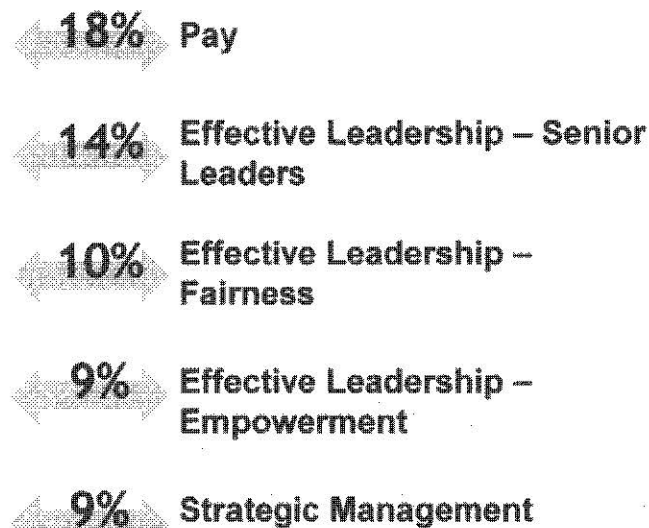 18% Pay
14% Effective Leadership – Senior
Leaders
10% Effective Leadership –
Fairness
9% Effective Leadership –
Empowerment
9% Strategic Management